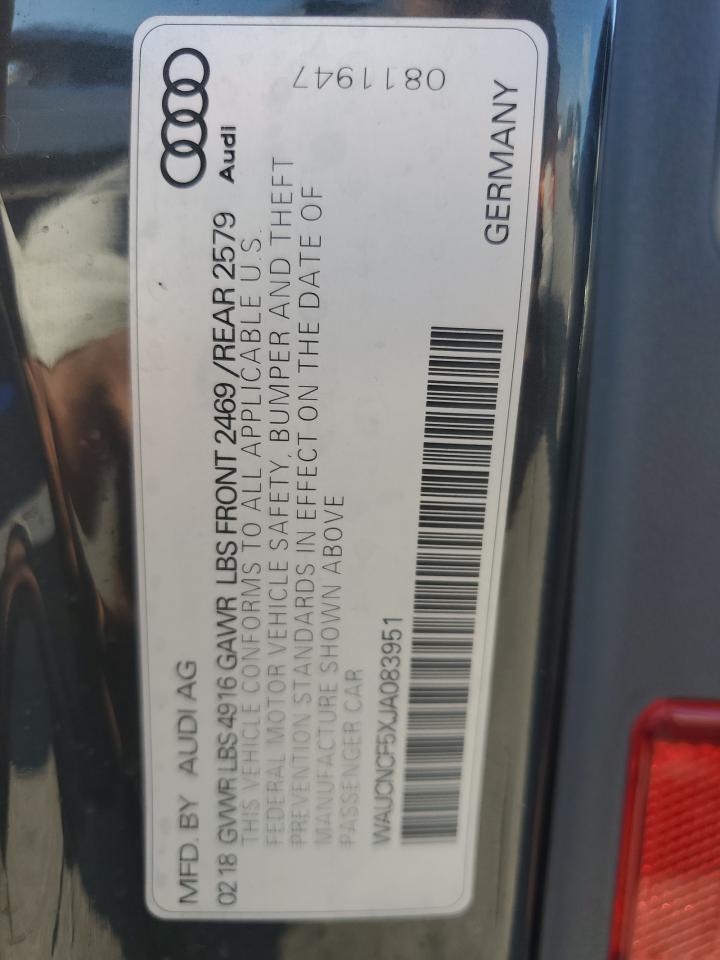 MFD. BY AUDI AG
Audi
02 18 GVWR LBS 4916 GAWR LBS FRONT 2469 /REAR 2579
THIS VEHICLE CONFORMS TO ALL APPLICABLE U.S.
FEDERAL MOTOR VEHICLE SAFETY, BUMPER AND THEFT
PREVENTION STANDARDS IN EFFECT ON THE DATE OF
MANUFACTURE SHOWN ABOVE
PASSENGER CAR
WAUCNCF5XJA083951
0811947
GERMANY